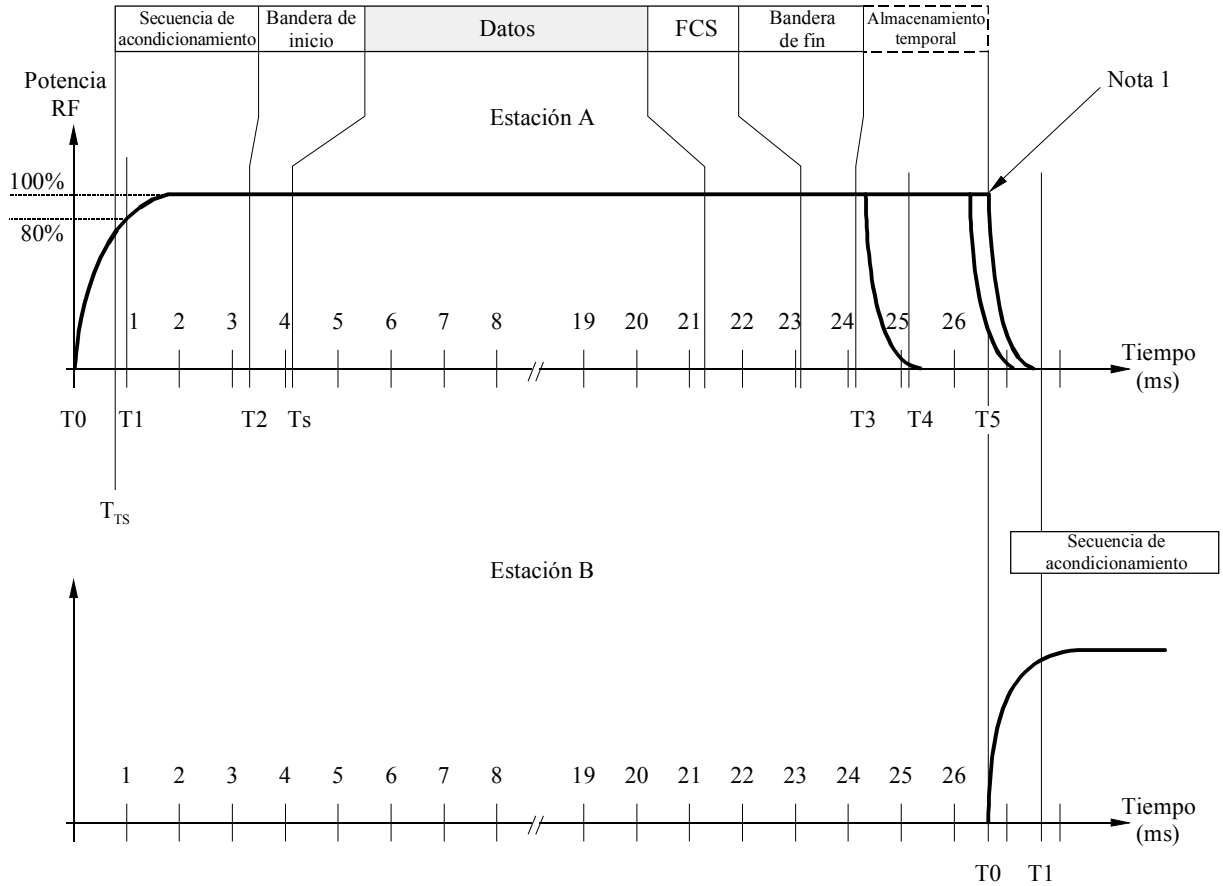 Secuencia de
acondicionamiento
Bandera de
inicio
Datos
FCS
Bandera
de fin
Almacenamiento
temporal
Potencia
RF
Estación A
Nota 1
100%
80%
1 2 3 4 5 6 7 8 19 20 21 22 23 24 25 26
Tiempo
(ms)
T0 T1 T2 Ts T3 T4 T5
T_TS
Secuencia de
acondicionamiento
Estación B
1 2 3 4 5 6 7 8 19 20 21 22 23 24 25 26
Tiempo
(ms)
T0 T1